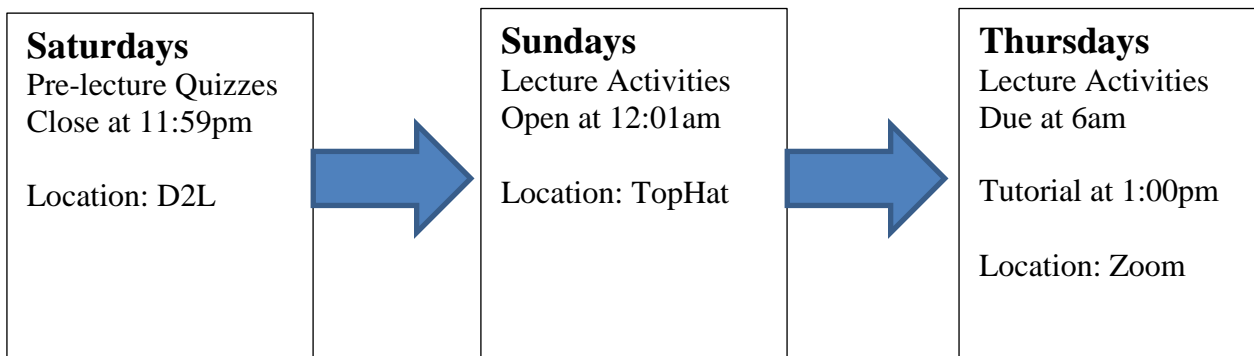 Saturdays
Pre-lecture Quizzes
Close at 11:59pm
Location: D2L
Sundays
Lecture Activities
Open at 12:01am
Location: TopHat
Thursdays
Lecture Activities
Due at 6am
Tutorial at 1:00pm
Location: Zoom